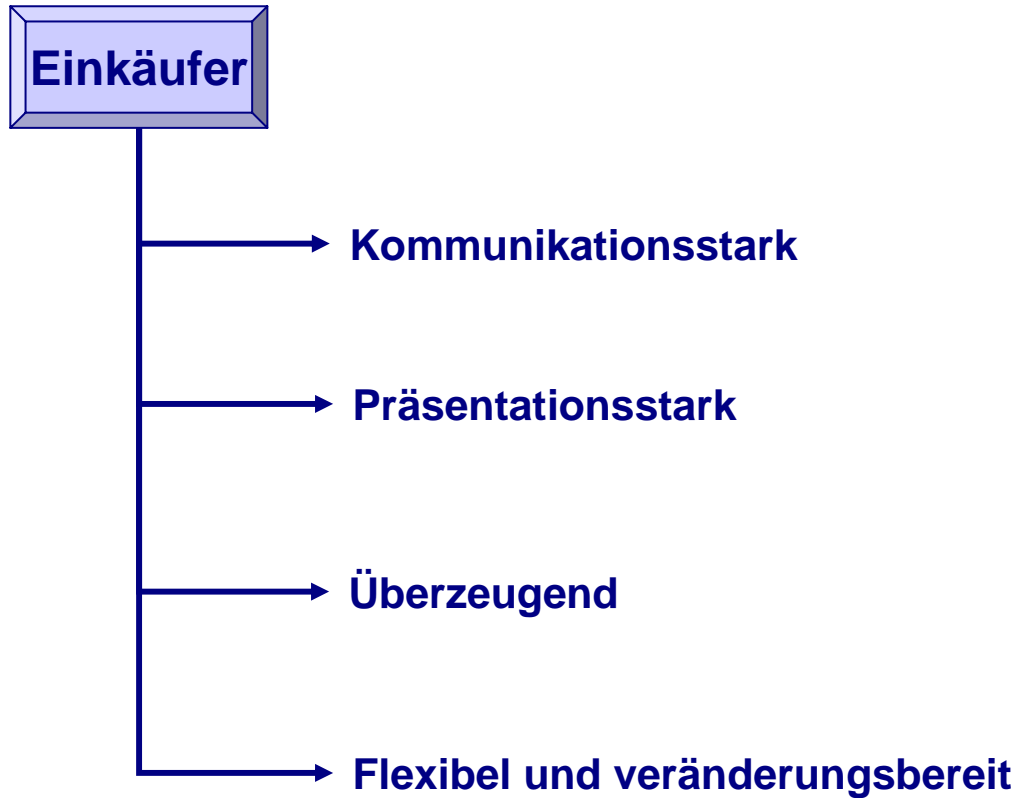 Einkäufer
Kommunikationsstark
Präsentationsstark
Überzeugend
Flexibel und veränderungsbereit